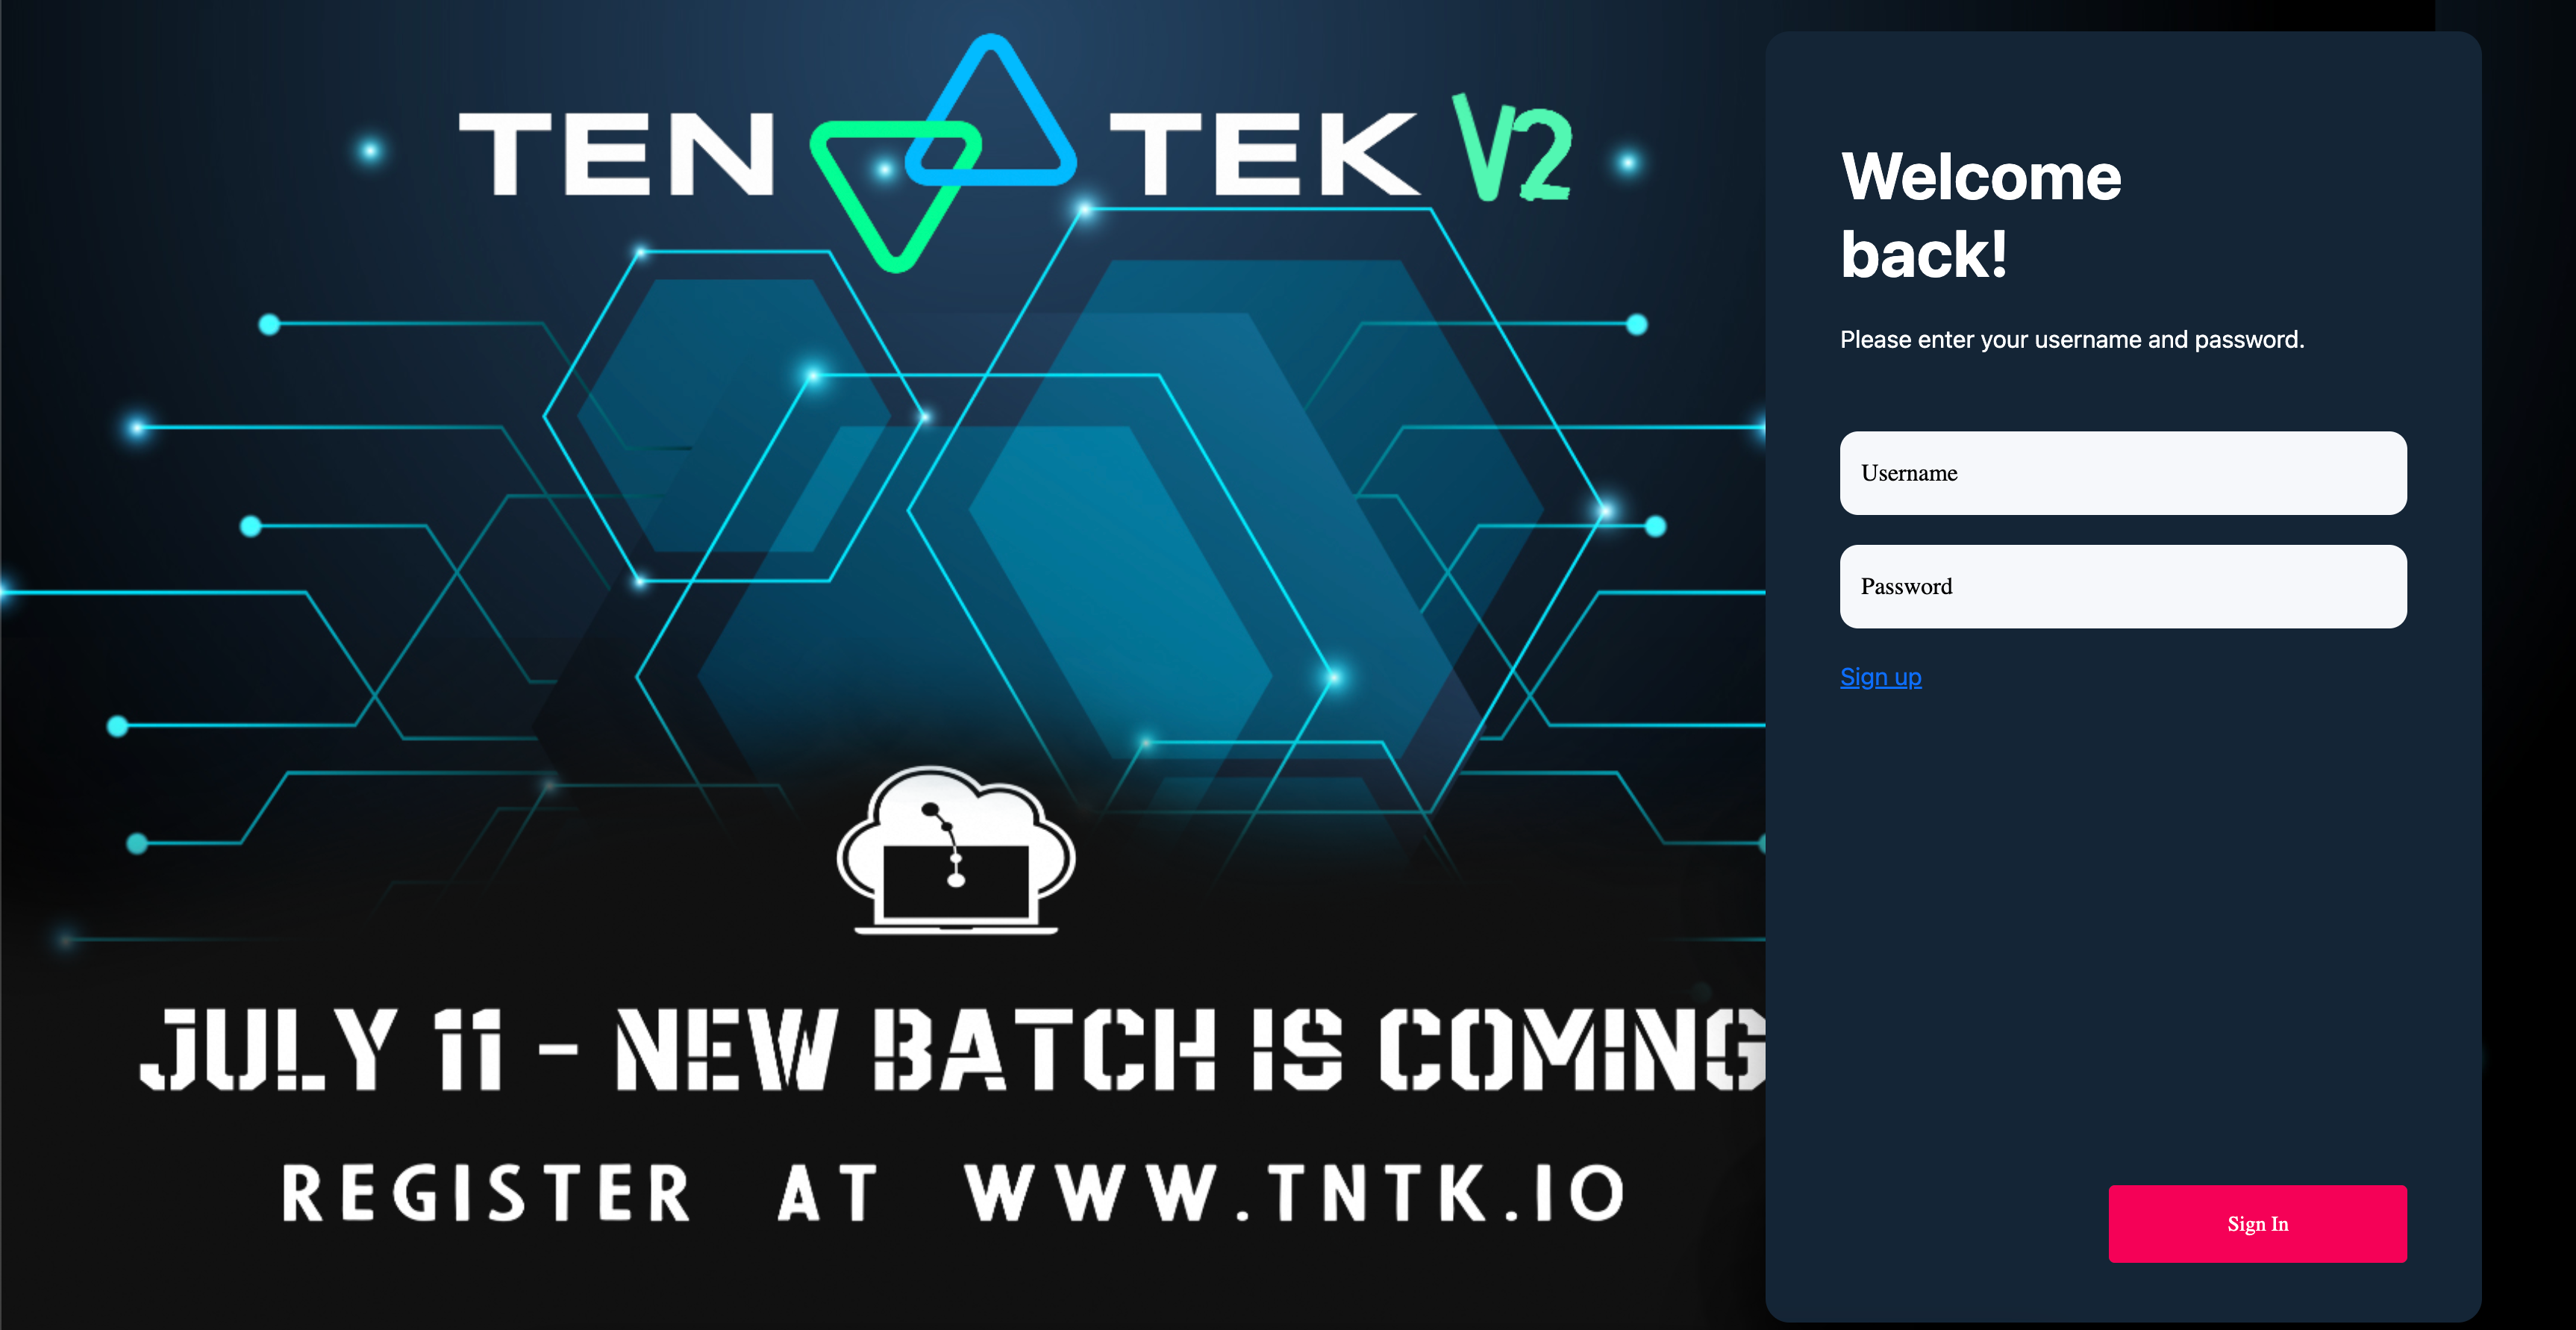 TEN TEK V2
JULY 11 - NEW BATCH IS COMING
REGISTER AT WWW.TNTK.IO
Welcome
back!
Please enter your username and password.
Username
Password
Sign up
Sign In